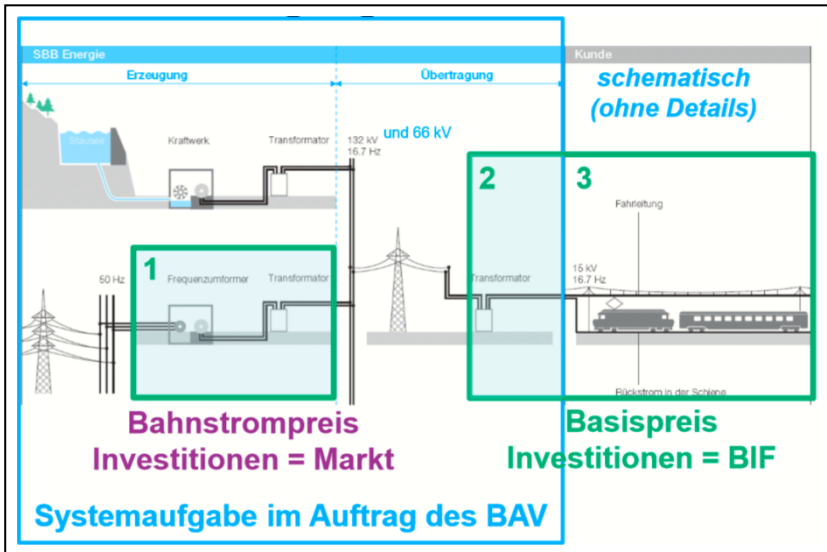 SBB Energie
Kunde
Erzeugung
Übertragung
schematisch
(ohne Details)
Stausee
Kraftwerk
Transformator
132 kV
16.7 Hz
und 66 kV
2
3
Fahrleitung
1
50 Hz
Frequenzumformer
Transformator
Transformator
15 kV
16.7 Hz
Rückstrom in der Schiene
Bahnstrompreis
Investitionen = Markt
Basispreis
Investitionen = BIF
Systemaufgabe im Auftrag des BAV